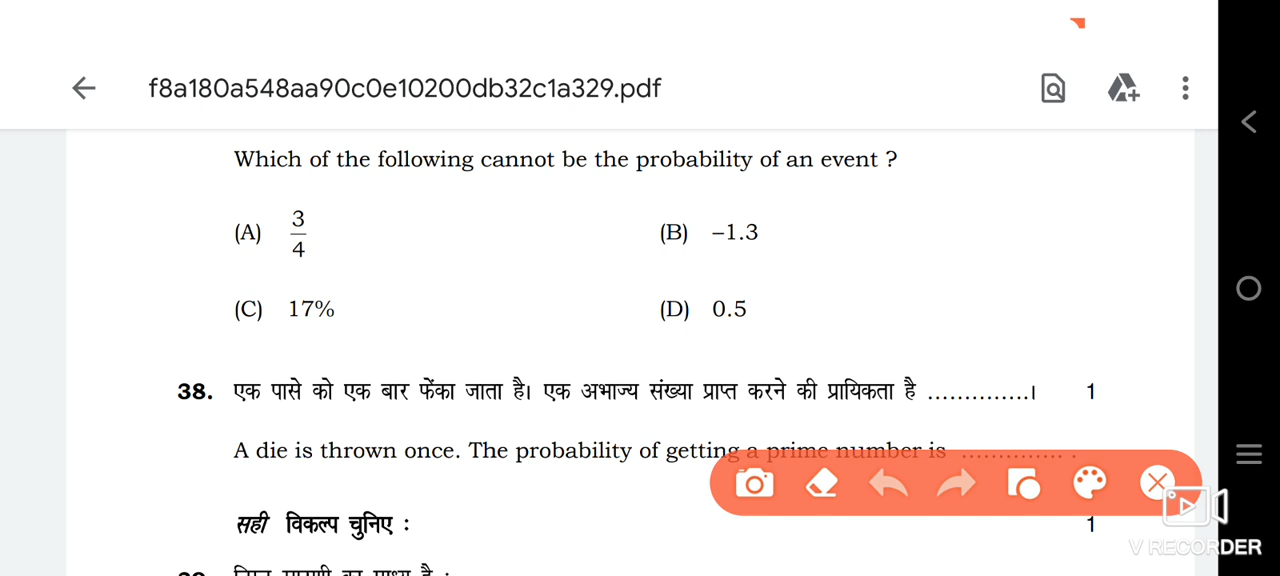 f8a180a548aa90c0e10200db32c1a329.pdf
Which of the following cannot be the probability of an event ?
(A) 3/4 (B) –1.3
(C) 17% (D) 0.5
38. एक पासे को एक बार फेंका जाता है। एक अभाज्य संख्या प्राप्त करने की प्रायिकता है ..............। 1
A die is thrown once. The probability of getting a prime number is .............. .
सही विकल्प चुनिए : 1
V RECORDER